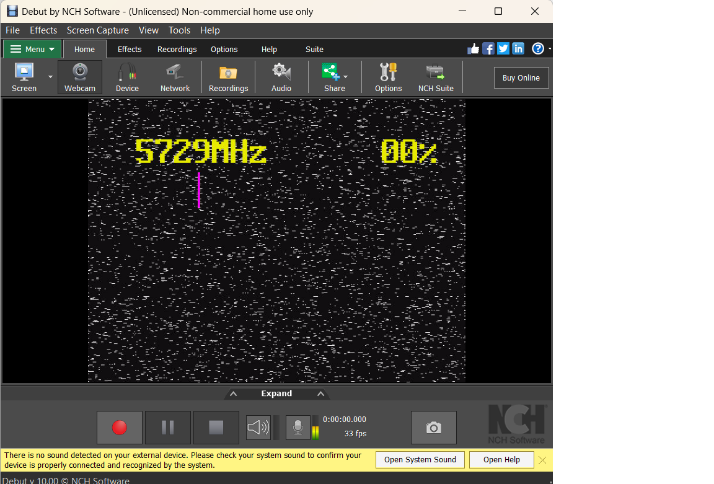 Debut by NCH Software - (Unlicensed) Non-commercial home use only
File Effects Screen Capture View Tools Help
Menu Home Effects Recordings Options Help Suite
Screen Webcam Device Network Recordings Audio Share Options NCH Suite Buy Online
5729MHz 00%
Expand
0:00:00.000
33 fps
NCH
NCH Software
There is no sound detected on your external device. Please check your system sound to confirm your
device is properly connected and recognized by the system.
Open System Sound Open Help
Debut v 10.00 © NCH Software